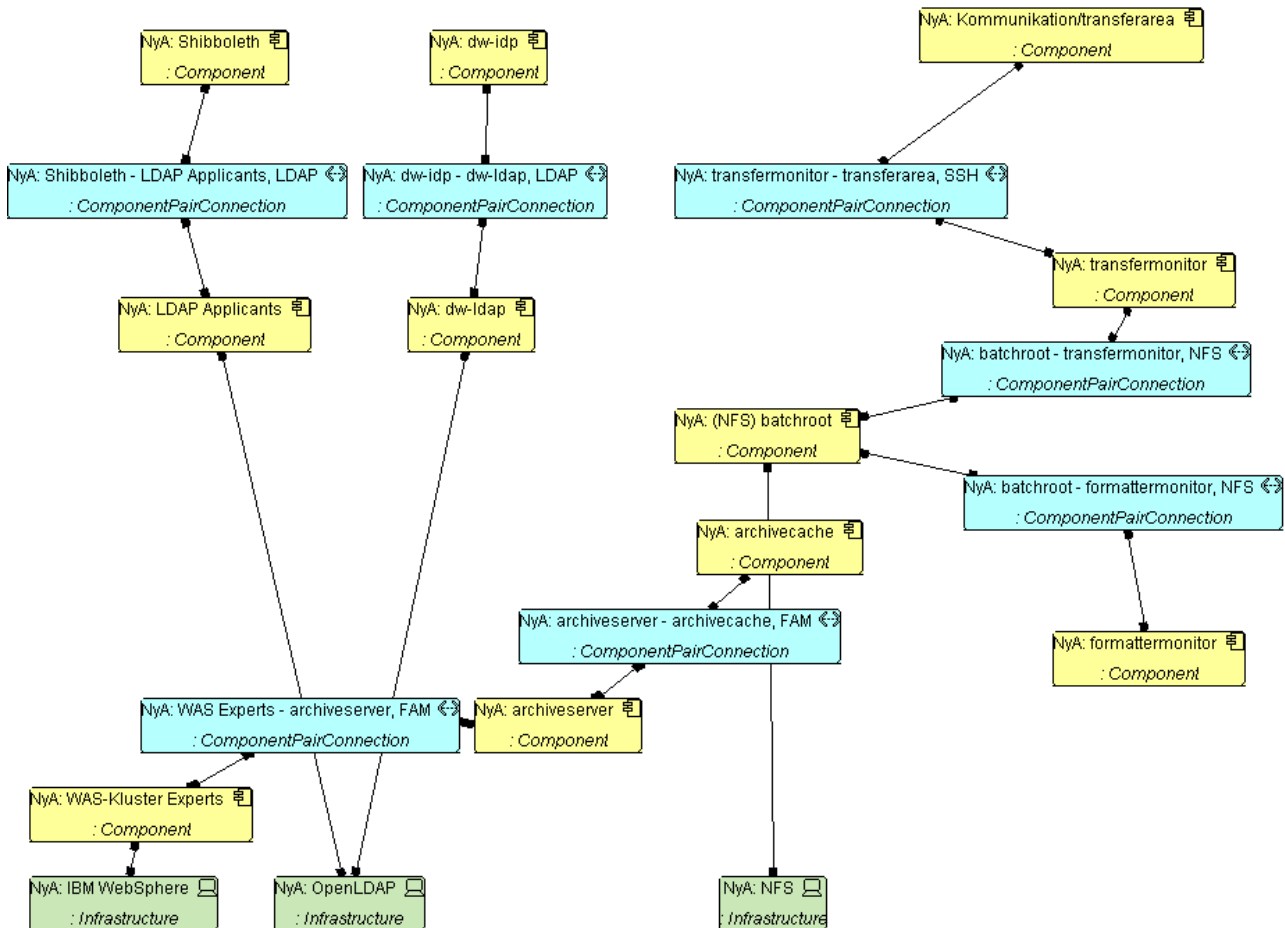 NyA: Kommunikation/transferarea
: Component
NyA: Shibboleth
: Component
NyA: dw-idp
: Component
NyA: Shibboleth - LDAP Applicants, LDAP
: ComponentPairConnection
NyA: dw-idp - dw-ldap, LDAP
: ComponentPairConnection
NyA: transfermonitor - transferarea, SSH
: ComponentPairConnection
NyA: transfermonitor
: Component
NyA: LDAP Applicants
: Component
NyA: dw-ldap
: Component
NyA: batchroot - transfermonitor, NFS
: ComponentPairConnection
NyA: (NFS) batchroot
: Component
NyA: batchroot - formattermonitor, NFS
: ComponentPairConnection
NyA: archivecache
: Component
NyA: archiveserver - archivecache, FAM
: ComponentPairConnection
NyA: formattermonitor
: Component
NyA: WAS Experts - archiveserver, FAM
: ComponentPairConnection
NyA: archiveserver
: Component
NyA: WAS-Kluster Experts
: Component
NyA: IBM WebSphere
: Infrastructure
NyA: OpenLDAP
: Infrastructure
NyA: NFS
: Infrastructure